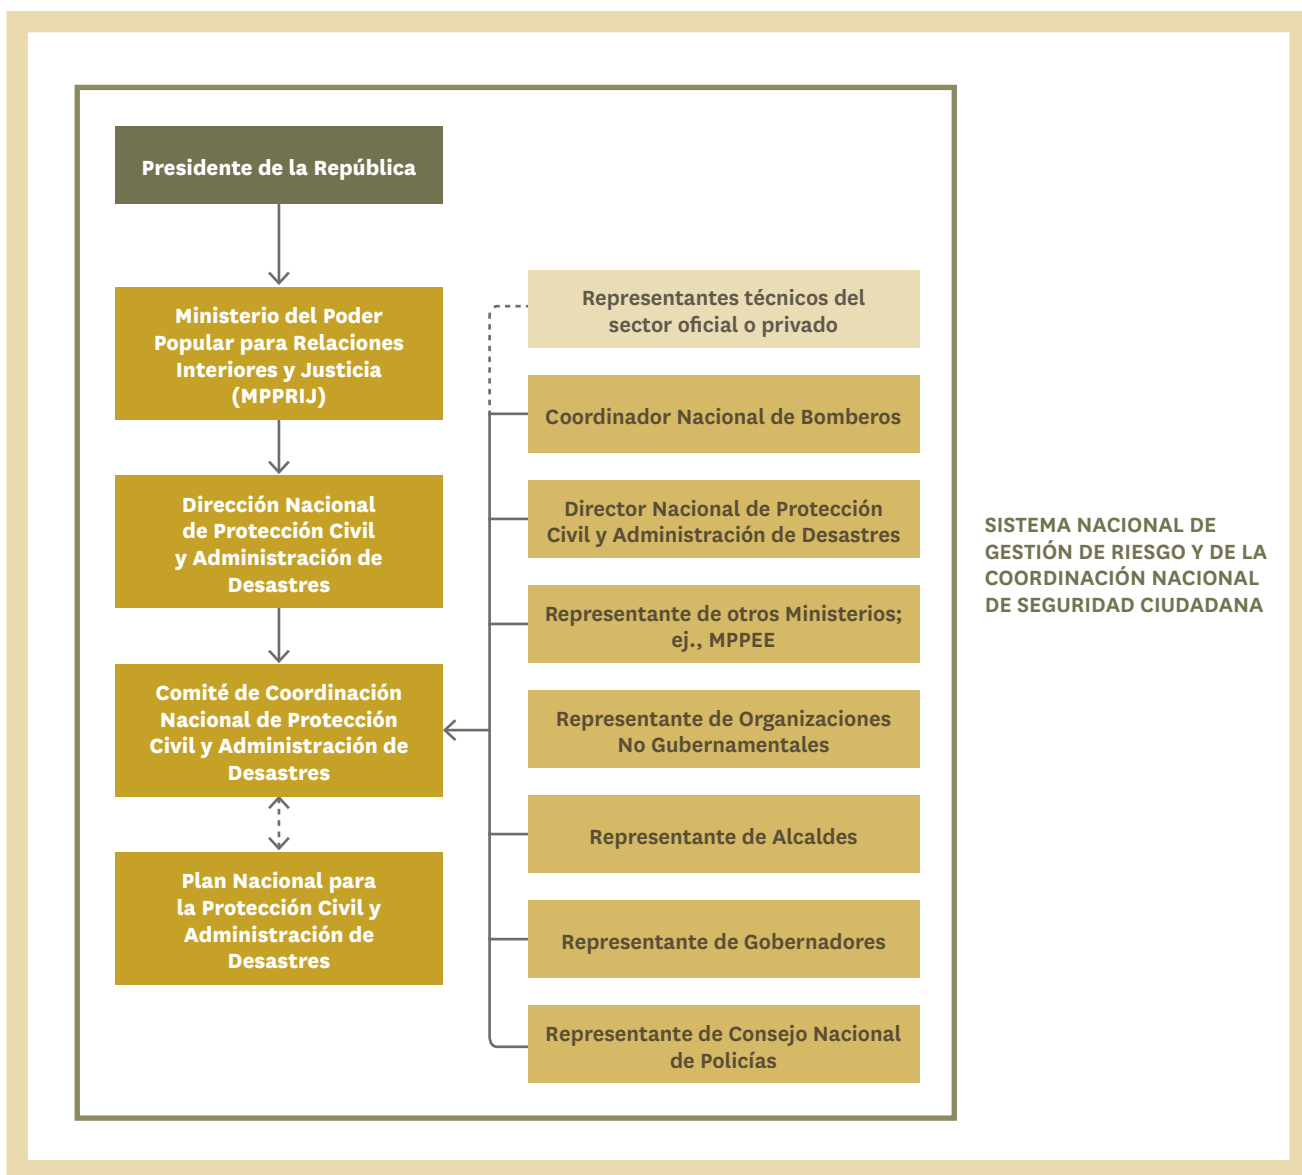 Presidente de la República
Ministerio del Poder
Popular para Relaciones
Interiores y Justicia
(MPPRIJ)
Dirección Nacional
de Protección Civil
y Administración de
Desastres
Comité de Coordinación
Nacional de Protección
Civil y Administración de
Desastres
Plan Nacional para
la Protección Civil y
Administración de
Desastres
Representantes técnicos del
sector oficial o privado
Coordinador Nacional de Bomberos
Director Nacional de Protección
Civil y Administración de Desastres
Representante de otros Ministerios;
ej., MPPEE
Representante de Organizaciones
No Gubernamentales
Representante de Alcaldes
Representante de Gobernadores
Representante de Consejo Nacional
de Policías
SISTEMA NACIONAL DE
GESTIÓN DE RIESGO Y DE LA
COORDINACIÓN NACIONAL
DE SEGURIDAD CIUDADANA